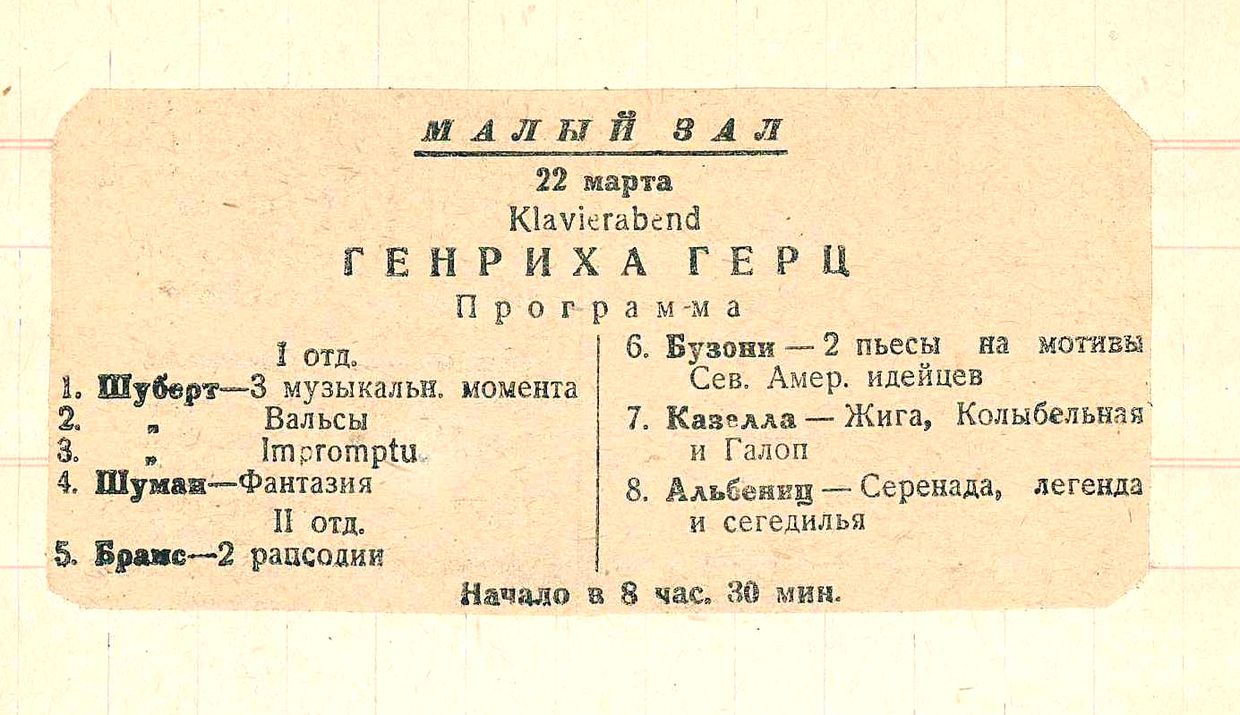 МАЛЫЙ ЗАЛ
22 марта
Klavierabend
ГЕНРИХА ГЕРЦ
Программа
I отд.
1. Шуберт—3 музыкальн. момента
2. „ Вальсы
3. „ Impromptu
4. Шуман—Фантазия
II отд.
5. Брамс—2 рапсодии
6. Бузони — 2 пьесы на мотивы
Сев. Амер. идейцев
7. Казелла — Жига, Колыбельная
и Галоп
8. Альбениц — Серенада, легенда
и сегедилья
Начало в 8 час. 30 мин.